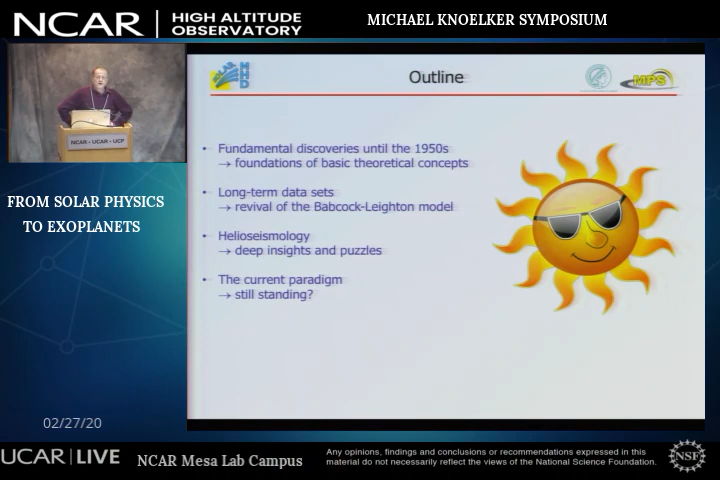 NCAR
HIGH ALTITUDE
OBSERVATORY
MICHAEL KNOELKER SYMPOSIUM
MHD
Outline
MPS
NCAR - UCAR - UCP
FROM SOLAR PHYSICS
TO EXOPLANETS
• Fundamental discoveries until the 1950s
→ foundations of basic theoretical concepts
• Long-term data sets
→ revival of the Babcock-Leighton model
• Helioseismology
→ deep insights and puzzles
• The current paradigm
→ still standing?
02/27/20
UCAR | LIVE
NCAR Mesa Lab Campus
Any opinions, findings and conclusions or recommendations expressed in this
material do not necessarily reflect the views of the National Science Foundation.
NSF